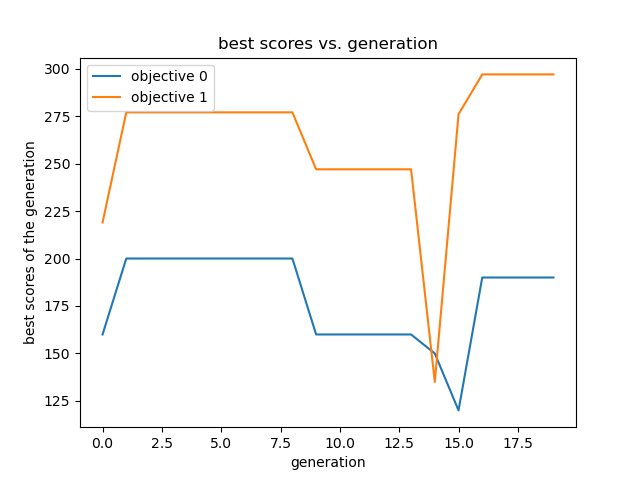 best scores vs. generation
objective 0
objective 1
best scores of the generation
300
275
250
225
200
175
150
125
0.0 2.5 5.0 7.5 10.0 12.5 15.0 17.5
generation